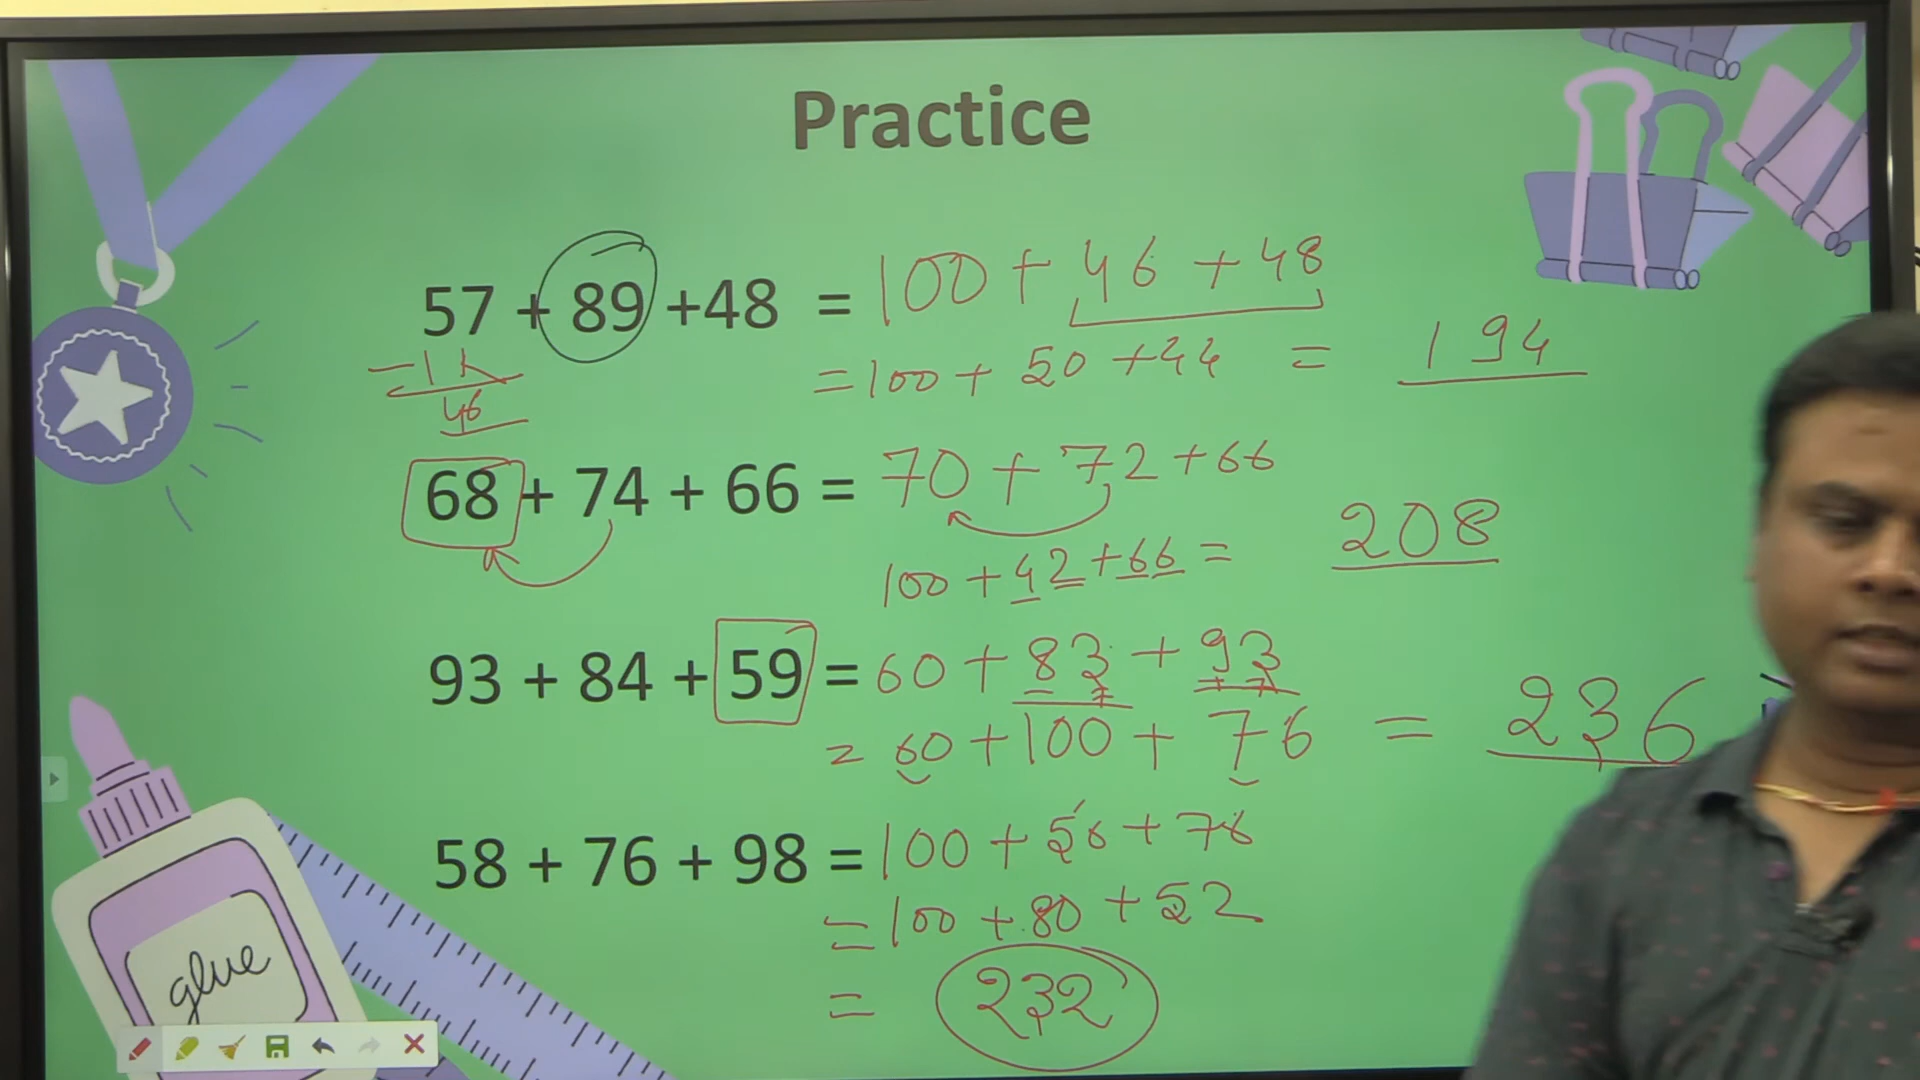 Practice
57 + 89 +48 = 100 + 46 + 48
- 11
46
= 100 + 50 + 44 = 194
68 + 74 + 66 = 70 + 72 + 66
100 + 42 + 66 = 208
93 + 84 + 59 = 60 + 83 + 93
= 60 + 100 + 76 = 236
58 + 76 + 98 = 100 + 56 + 76
= 100 + 80 + 52
= 232
glue